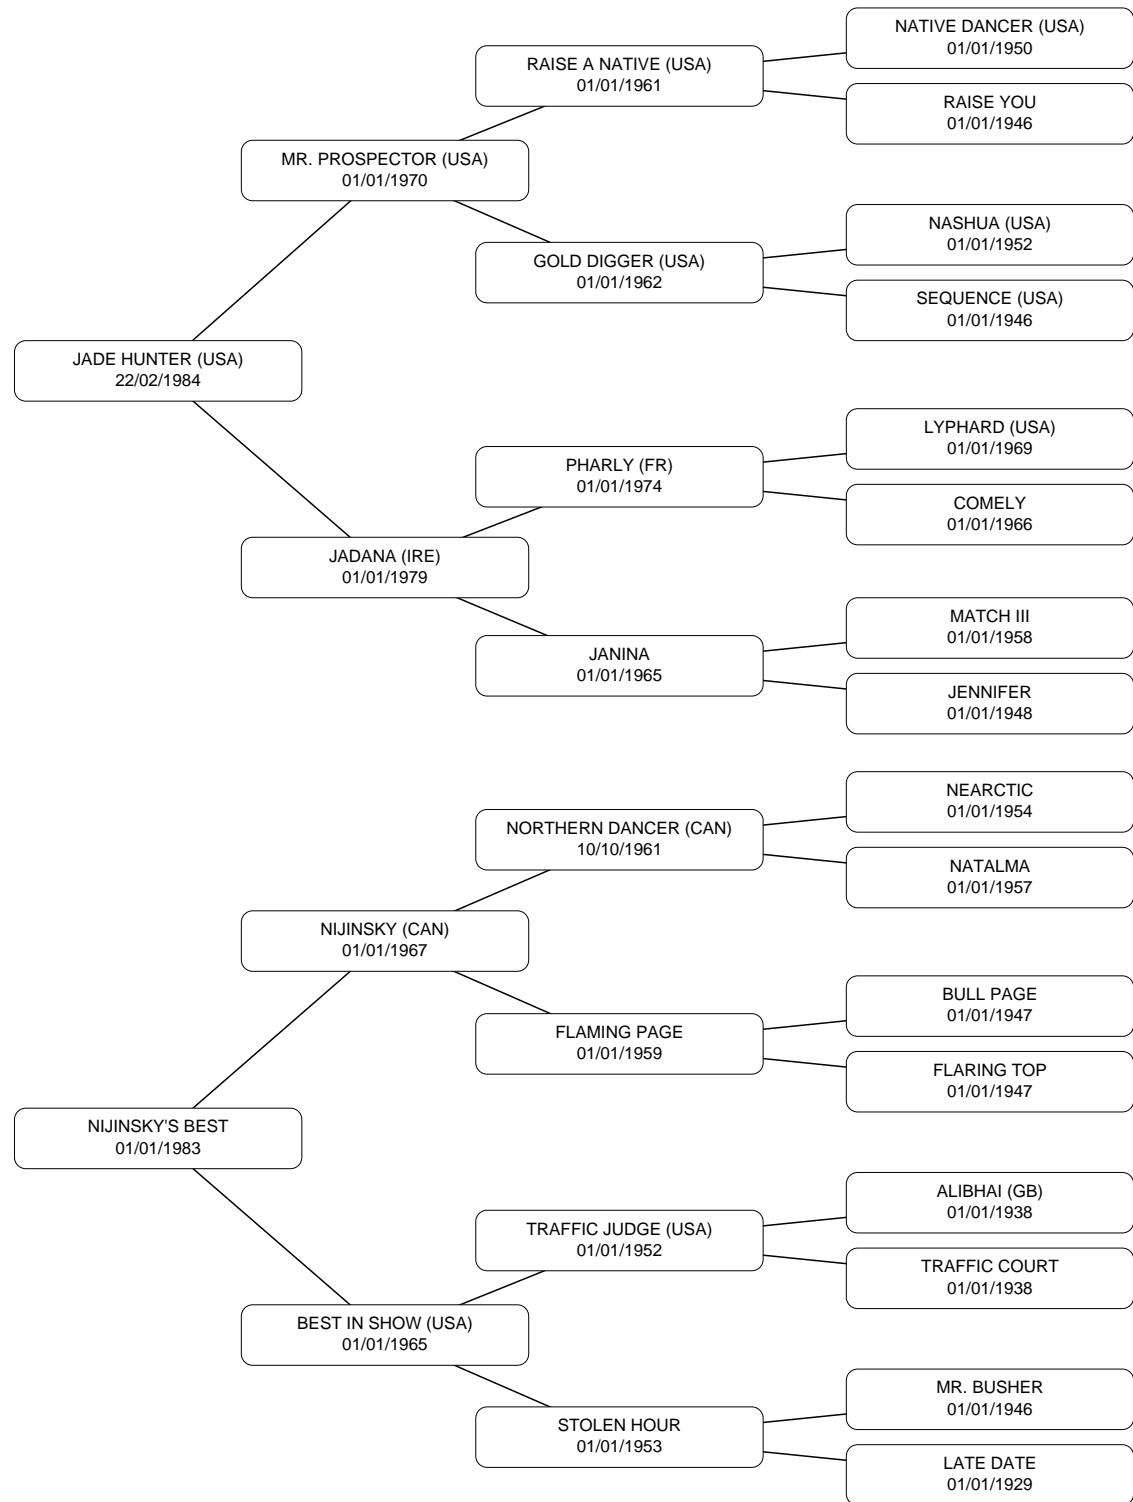 NATIVE DANCER (USA)
01/01/1950
RAISE A NATIVE (USA)
01/01/1961
RAISE YOU
01/01/1946
MR. PROSPECTOR (USA)
01/01/1970
NASHUA (USA)
01/01/1952
GOLD DIGGER (USA)
01/01/1962
SEQUENCE (USA)
01/01/1946
JADE HUNTER (USA)
22/02/1984
LYPHARD (USA)
01/01/1969
PHARLY (FR)
01/01/1974
COMELY
01/01/1966
JADANA (IRE)
01/01/1979
MATCH III
01/01/1958
JANINA
01/01/1965
JENNIFER
01/01/1948
NEARCTIC
01/01/1954
NORTHERN DANCER (CAN)
10/10/1961
NATALMA
01/01/1957
NIJINSKY (CAN)
01/01/1967
BULL PAGE
01/01/1947
FLAMING PAGE
01/01/1959
FLARING TOP
01/01/1947
NIJINSKY'S BEST
01/01/1983
ALIBHAI (GB)
01/01/1938
TRAFFIC JUDGE (USA)
01/01/1952
TRAFFIC COURT
01/01/1938
BEST IN SHOW (USA)
01/01/1965
MR. BUSHER
01/01/1946
STOLEN HOUR
01/01/1953
LATE DATE
01/01/1929